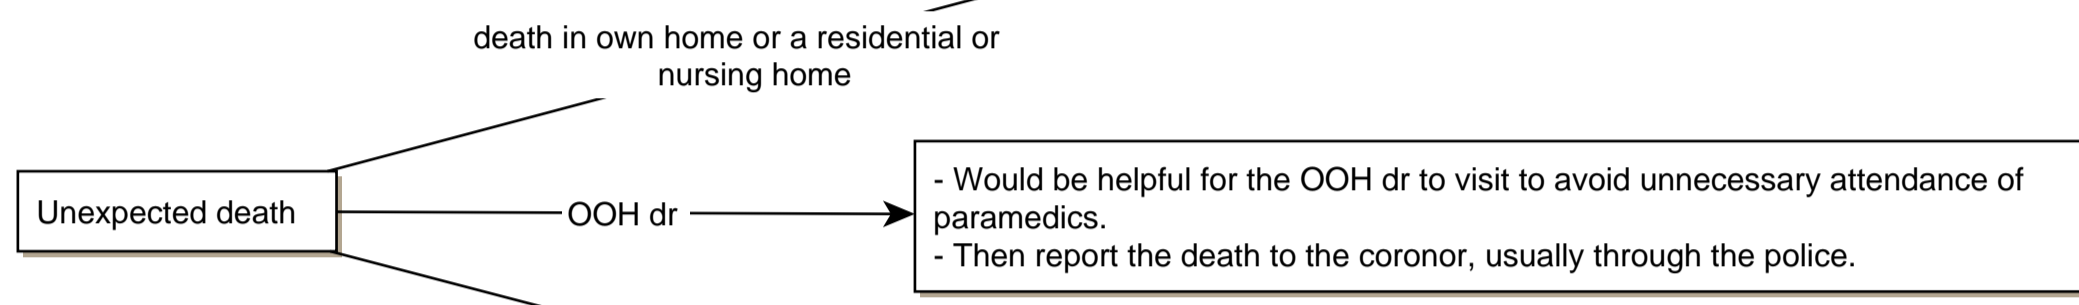 death in own home or a residential or
nursing home
Unexpected death
OOH dr
- Would be helpful for the OOH dr to visit to avoid unnecessary attendance of
paramedics.
- Then report the death to the coronor, usually through the police.